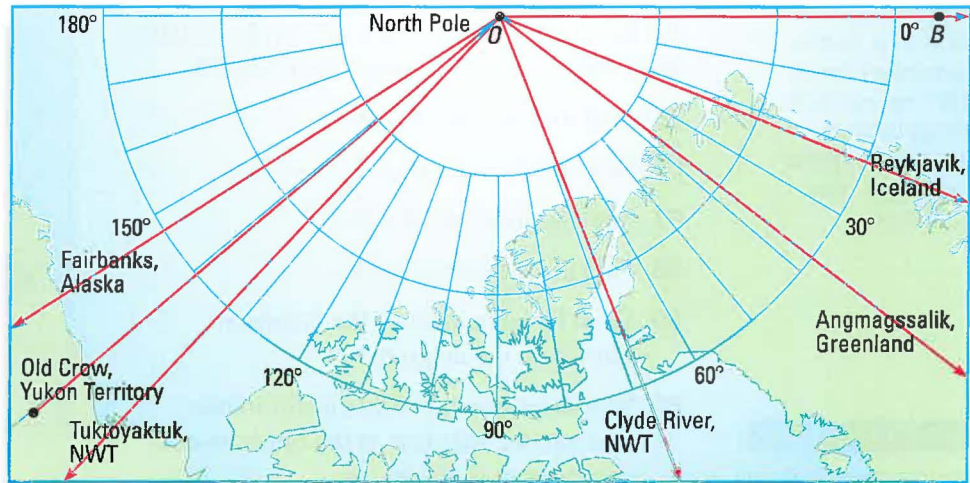 180°
North Pole
O
0°
B
Reykjavik,
Iceland
150°
30°
Fairbanks,
Alaska
Angmagssalik,
Greenland
Old Crow,
Yukon Territory
120°
60°
Tuktoyaktuk,
NWT
90°
Clyde River,
NWT